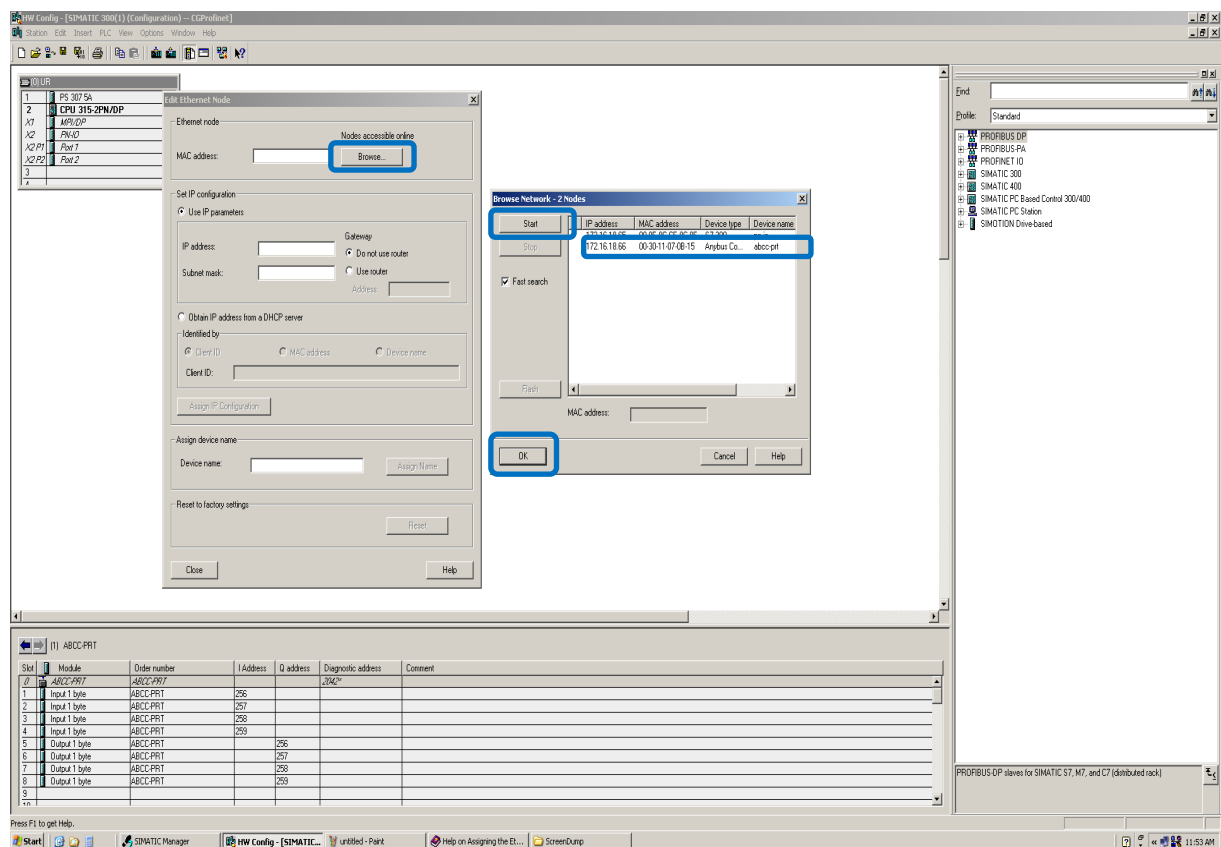 HW Config - [SIMATIC 300(1) (Configuration) -- CGProfinet]
Station Edit Insert PLC View Options Window Help
(0) UR
1 PS 307 5A
2 CPU 315-2PN/DP
X1 MPI/DP
X2 PN-IO
X2 P1 Port 1
X2 P2 Port 2
3
4
Edit Ethernet Node
Ethernet node
Nodes accessible online
MAC address:
Browse...
Set IP configuration
Use IP parameters
Gateway
IP address:
Do not use router
Subnet mask:
Use router
Address:
Obtain IP address from a DHCP server
Identified by
Client ID
MAC address
Device name
Client ID:
Assign IP Configuration
Assign device name
Device name:
Assign Name
Reset to factory settings
Reset
Close
Help
Browse Network - 2 Nodes
Start
Stop
Fast search
Flash
IP address MAC address Device type Device name
172.16.18.66 00-30-11-07-0B-15 Anybus Co... abcc-prt
MAC address:
OK
Cancel
Help
Find:
Profile: Standard
PROFIBUS DP
PROFIBUS-PA
PROFINET IO
SIMATIC 300
SIMATIC 400
SIMATIC PC Based Control 300/400
SIMATIC PC Station
SIMOTION Drive-based
PROFIBUS-DP slaves for SIMATIC S7, M7, and C7 (distributed rack)
(1) ABCC-PRT
Slot Module Order number I Address Q address Diagnostic address Comment
0 ABCC-PRT ABCC-PRT 2042*
1 Input 1 byte ABCC-PRT 256
2 Input 1 byte ABCC-PRT 257
3 Input 1 byte ABCC-PRT 258
4 Input 1 byte ABCC-PRT 259
5 Output 1 byte ABCC-PRT 256
6 Output 1 byte ABCC-PRT 257
7 Output 1 byte ABCC-PRT 258
8 Output 1 byte ABCC-PRT 259
9
10
Press F1 to get Help.
Start
SIMATIC Manager
HW Config - [SIMATIC...
untitled - Paint
Help on Assigning the Et...
ScreenDump
11:53 AM